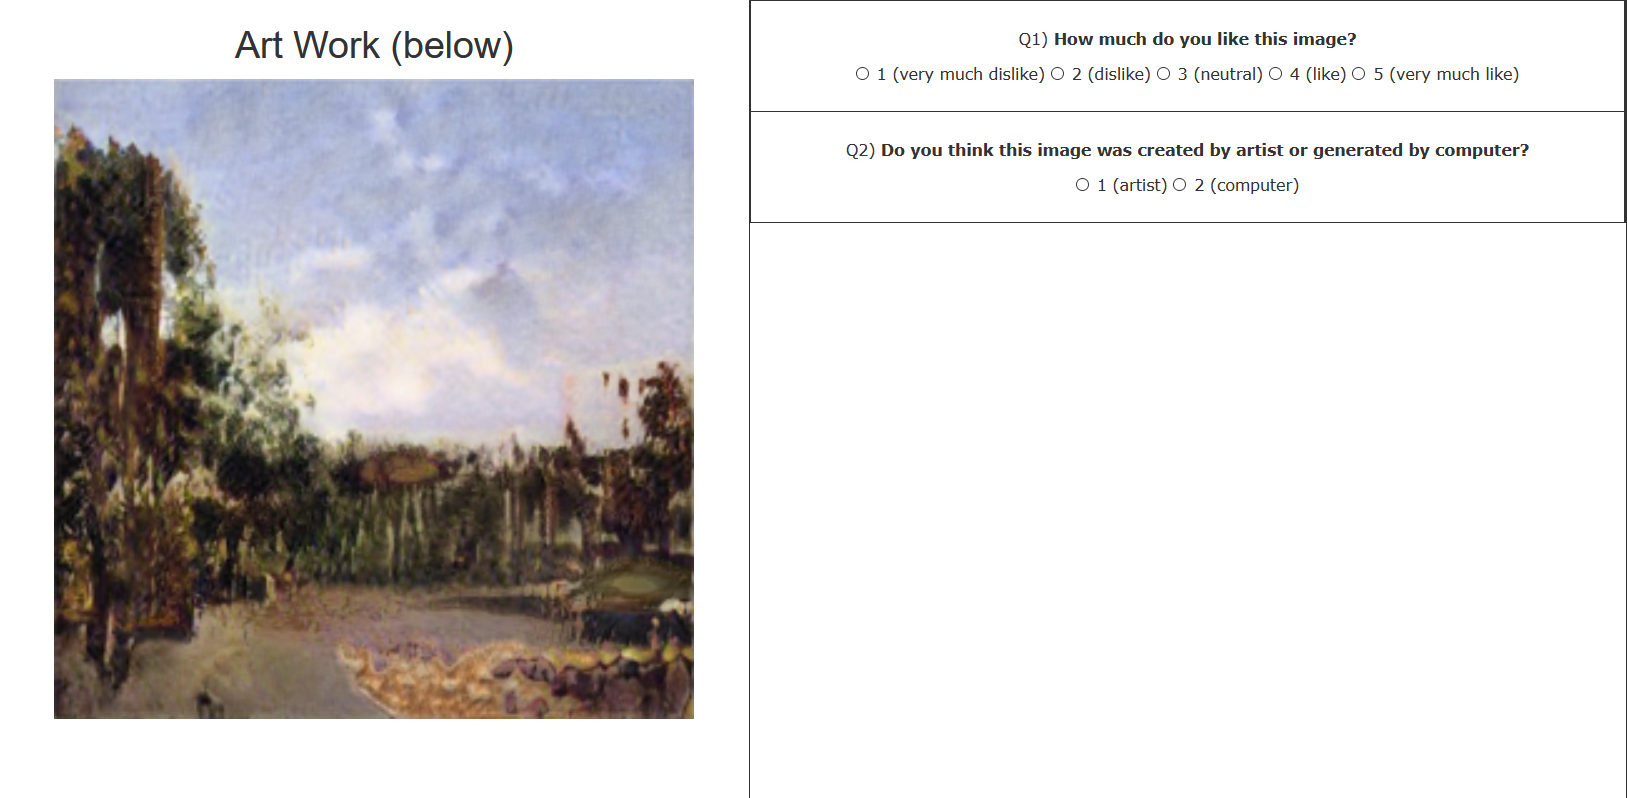 Art Work (below)
Q1) How much do you like this image?
1 (very much dislike) 2 (dislike) 3 (neutral) 4 (like) 5 (very much like)
Q2) Do you think this image was created by artist or generated by computer?
1 (artist) 2 (computer)